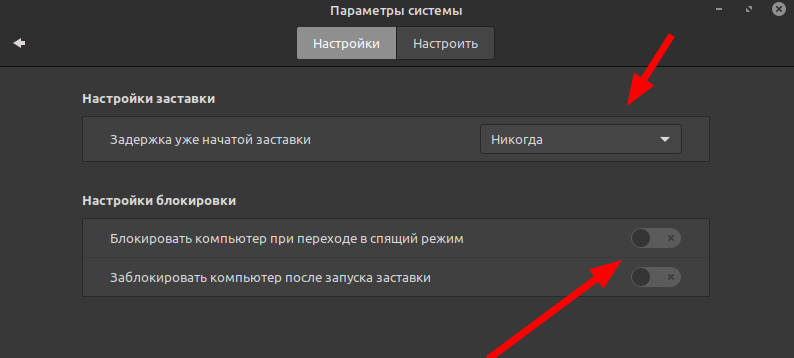 Параметры системы
Настройки
Настроить
Настройки заставки
Задержка уже начатой заставки
Никогда
Настройки блокировки
Блокировать компьютер при переходе в спящий режим
Заблокировать компьютер после запуска заставки